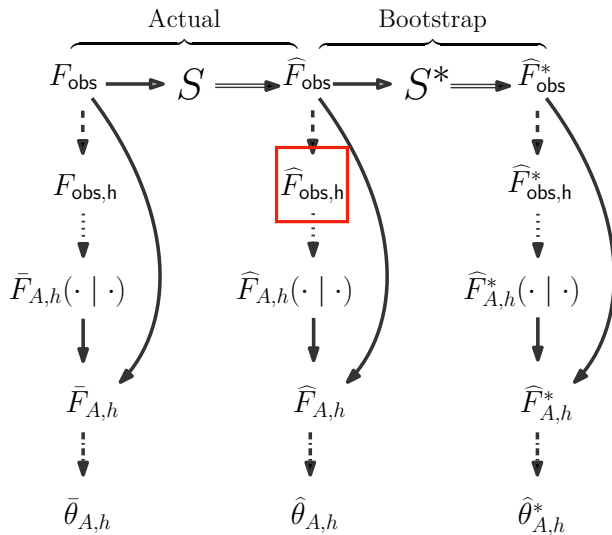 Actual Bootstrap
F_obs S F̂_obs S* F̂*_obs
F_obs,h F̂_obs,h F̂*_obs,h
F̄_A,h(· | ·) F̂_A,h(· | ·) F̂*_A,h(· | ·)
F̄_A,h F̂_A,h F̂*_A,h
θ̄_A,h θ̂_A,h θ̂*_A,h